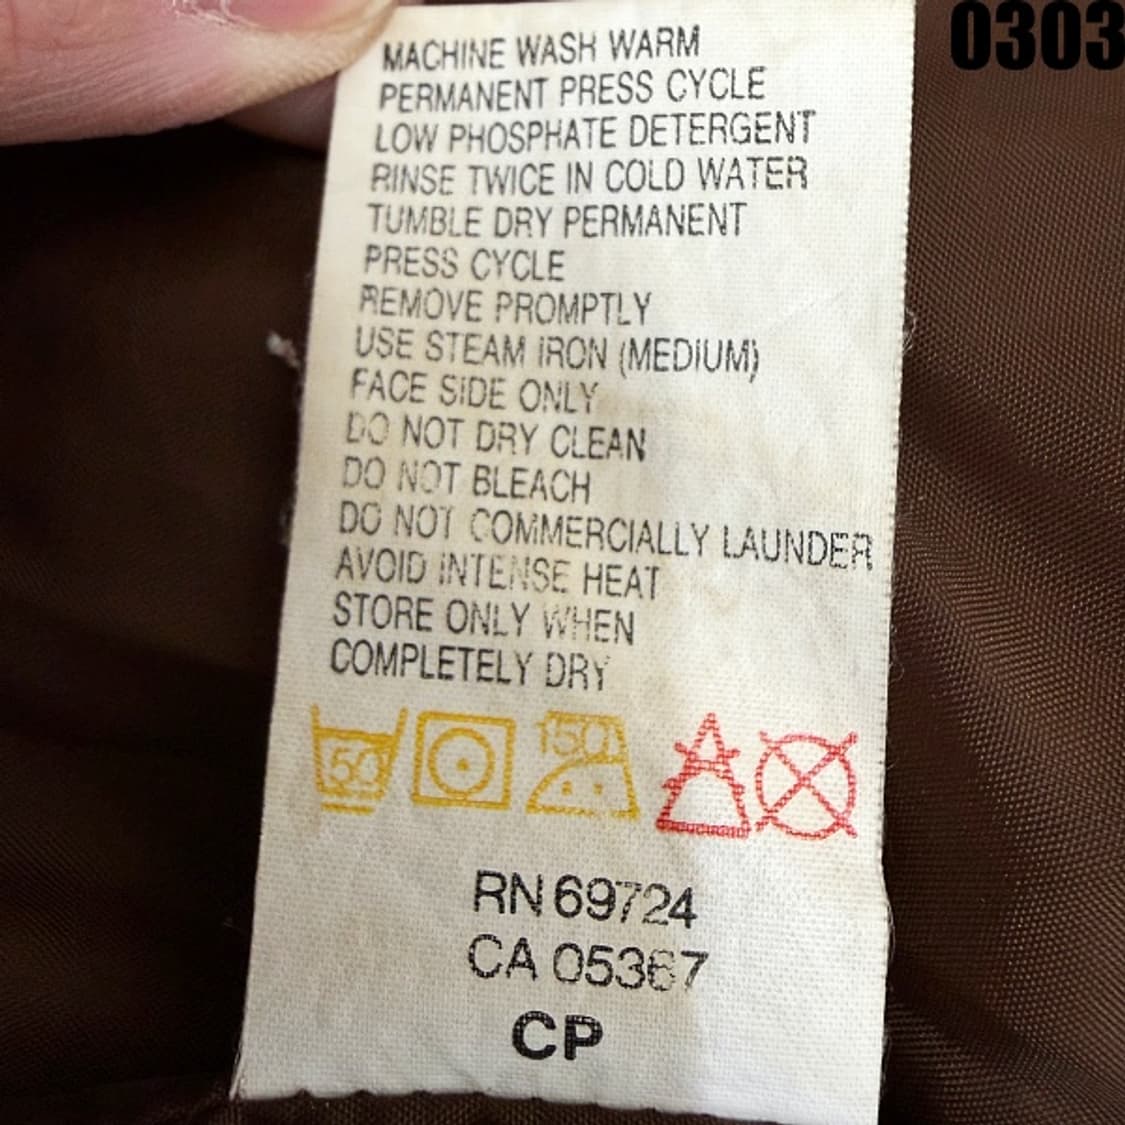 0303
MACHINE WASH WARM
PERMANENT PRESS CYCLE
LOW PHOSPHATE DETERGENT
RINSE TWICE IN COLD WATER
TUMBLE DRY PERMANENT
PRESS CYCLE
REMOVE PROMPTLY
USE STEAM IRON (MEDIUM)
FACE SIDE ONLY
DO NOT DRY CLEAN
DO NOT BLEACH
DO NOT COMMERCIALLY LAUNDER
AVOID INTENSE HEAT
STORE ONLY WHEN
COMPLETELY DRY
50 150
RN 69724
CA 05367
CP